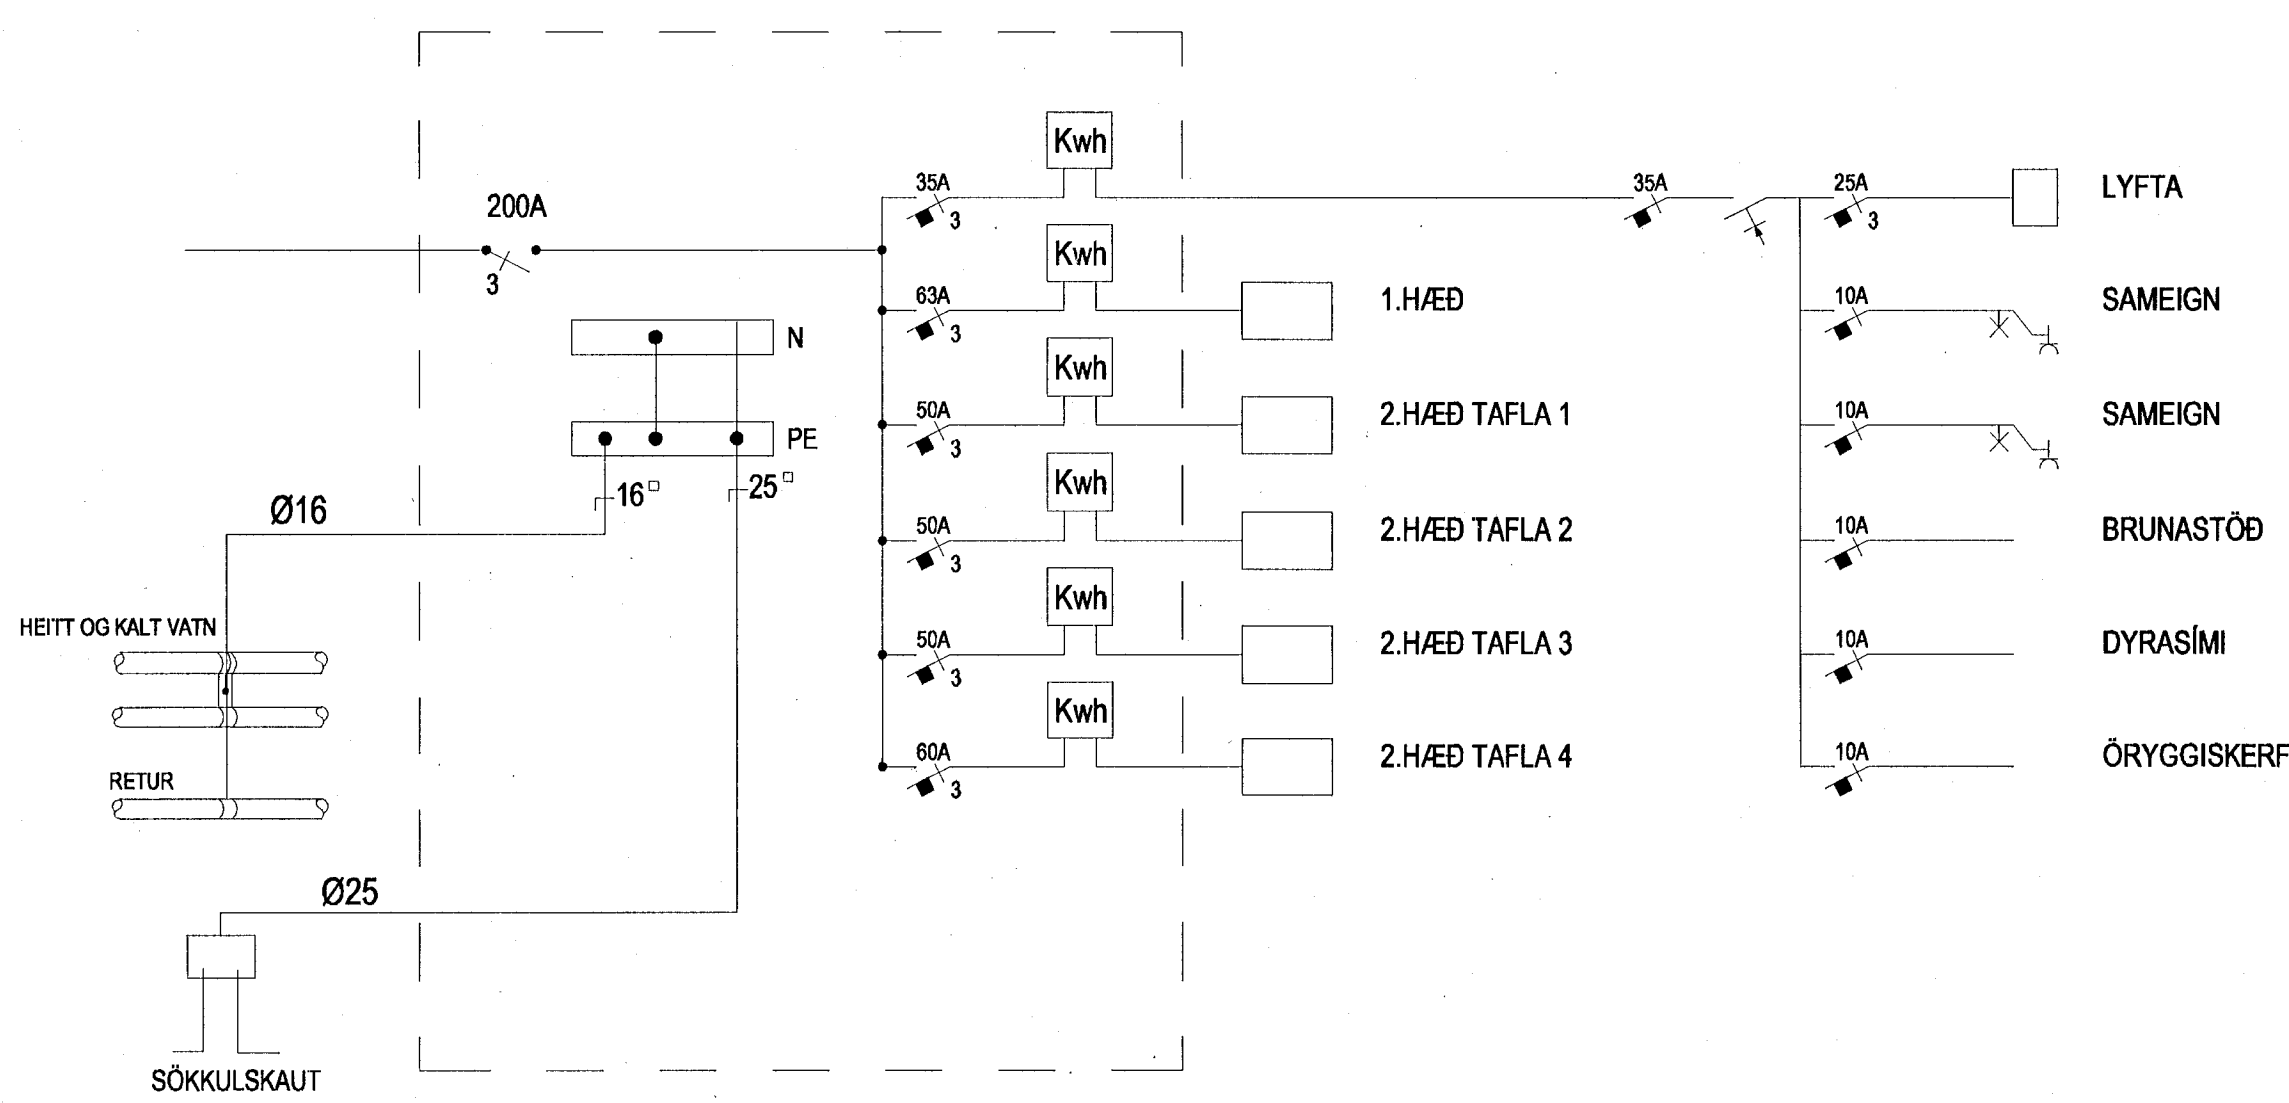 Kwh
35A
3
35A
25A
3
LYFTA
200A
3
Kwh
63A
3
1.HÆÐ
10A
SAMEIGN
N
Kwh
50A
3
2.HÆÐ TAFLA 1
10A
SAMEIGN
PE
16
25
Kwh
50A
3
2.HÆÐ TAFLA 2
10A
BRUNASTÖÐ
Ø16
HEITT OG KALT VATN
Kwh
50A
3
2.HÆÐ TAFLA 3
10A
DYRASÍMI
RETUR
Kwh
60A
3
2.HÆÐ TAFLA 4
10A
ÖRYGGISKERF
Ø25
SÖKKULSKAUT